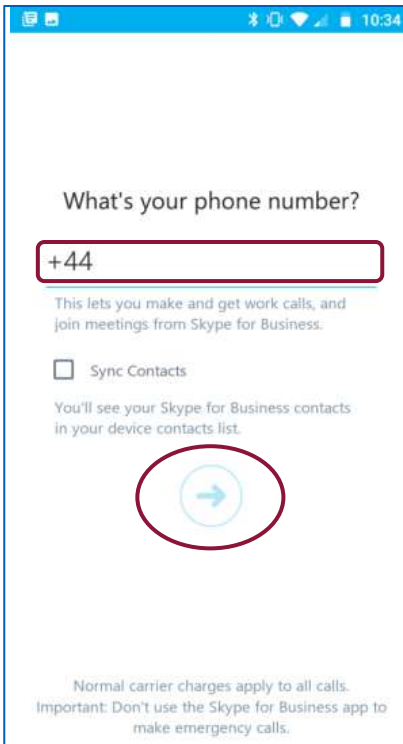 10:34
What's your phone number?
+44
This lets you make and get work calls, and
join meetings from Skype for Business.
Sync Contacts
You'll see your Skype for Business contacts
in your device contacts list.
Normal carrier charges apply to all calls.
Important: Don't use the Skype for Business app to
make emergency calls.